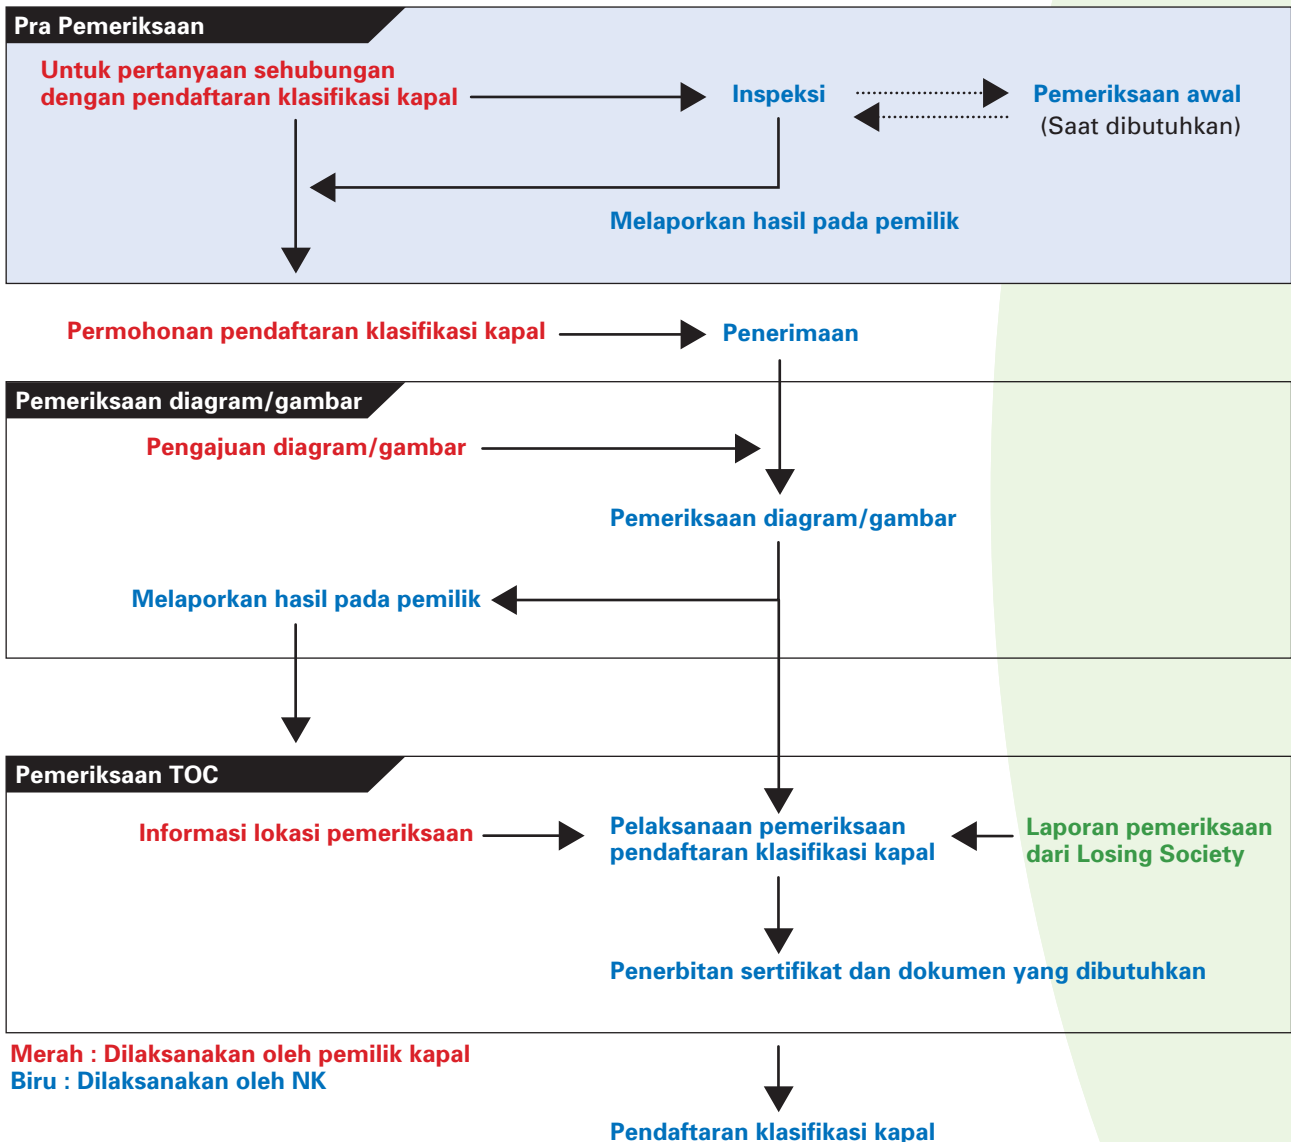 Pra Pemeriksaan
Untuk pertanyaan sehubungan
dengan pendaftaran klasifikasi kapal
Inspeksi
Pemeriksaan awal
(Saat dibutuhkan)
Melaporkan hasil pada pemilik
Permohonan pendaftaran klasifikasi kapal
Penerimaan
Pemeriksaan diagram/gambar
Pengajuan diagram/gambar
Pemeriksaan diagram/gambar
Melaporkan hasil pada pemilik
Pemeriksaan TOC
Informasi lokasi pemeriksaan
Pelaksanaan pemeriksaan
pendaftaran klasifikasi kapal
Laporan pemeriksaan
dari Losing Society
Penerbitan sertifikat dan dokumen yang dibutuhkan
Merah : Dilaksanakan oleh pemilik kapal
Biru : Dilaksanakan oleh NK
Pendaftaran klasifikasi kapal